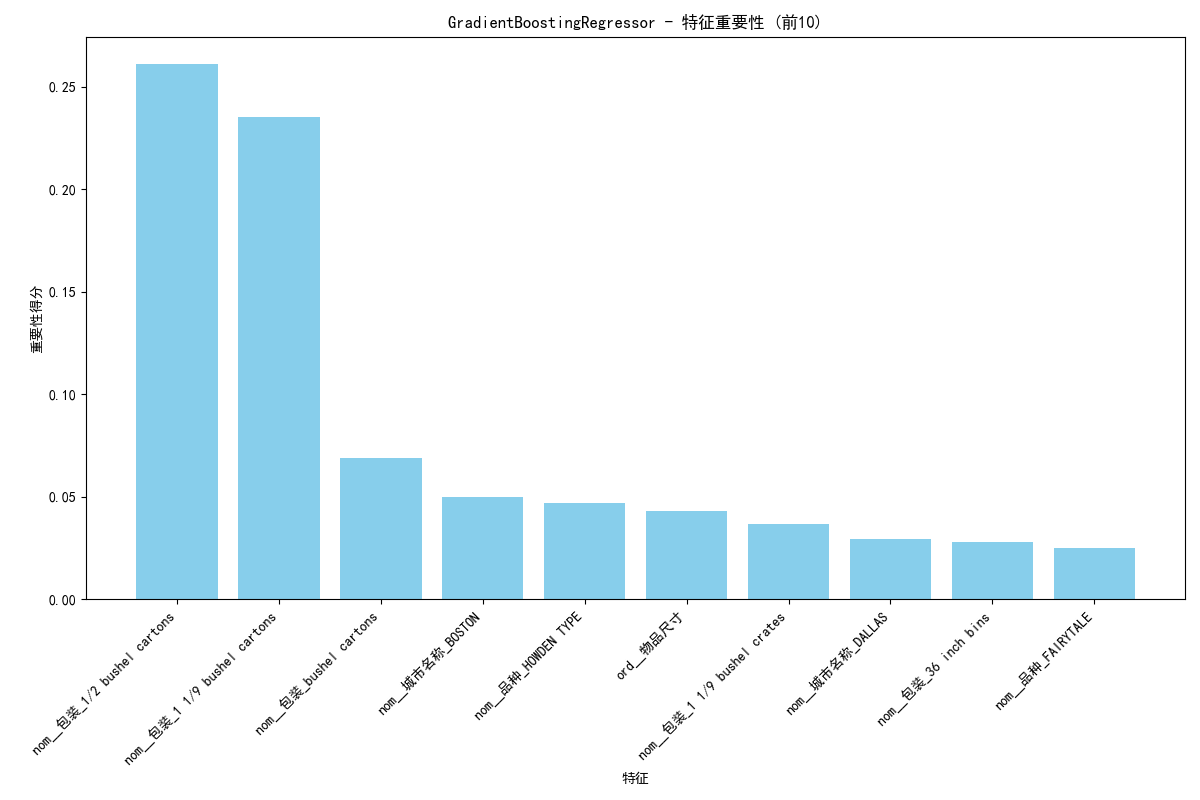 GradientBoostingRegressor - 特征重要性 (前10)
重要性得分
0.25
0.20
0.15
0.10
0.05
0.00
nom__包装_1/2 bushel cartons
nom__包装_1 1/9 bushel cartons
nom__包装_bushel cartons
nom__城市名称_BOSTON
nom__品种_HOWDEN TYPE
ord__物品尺寸
nom__包装_1 1/9 bushel crates
nom__城市名称_DALLAS
nom__包装_36 inch bins
nom__品种_FAIRYTALE
特征